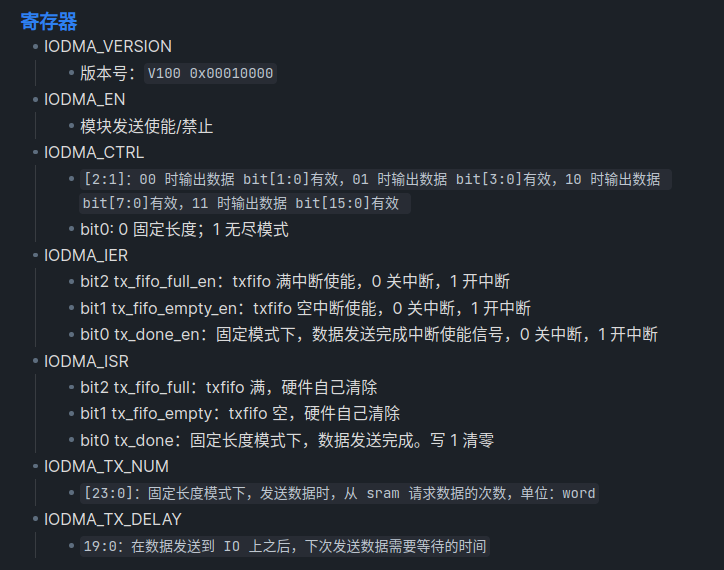 寄存器
IODMA_VERSION
版本号：V100 0x00010000
IODMA_EN
模块发送使能/禁止
IODMA_CTRL
[2:1]：00 时输出数据 bit[1:0]有效，01 时输出数据 bit[3:0]有效，10 时输出数据
bit[7:0]有效，11 时输出数据 bit[15:0]有效
bit0: 0 固定长度；1 无尽模式
IODMA_IER
bit2 tx_fifo_full_en：txfifo 满中断使能，0 关中断，1 开中断
bit1 tx_fifo_empty_en：txfifo 空中断使能，0 关中断，1 开中断
bit0 tx_done_en：固定模式下，数据发送完成中断使能信号，0 关中断，1 开中断
IODMA_ISR
bit2 tx_fifo_full：txfifo 满，硬件自己清除
bit1 tx_fifo_empty：txfifo 空，硬件自己清除
bit0 tx_done：固定长度模式下，数据发送完成。写 1 清零
IODMA_TX_NUM
[23:0]：固定长度模式下，发送数据时，从 sram 请求数据的次数，单位：word
IODMA_TX_DELAY
19:0：在数据发送到 IO 上之后，下次发送数据需要等待的时间